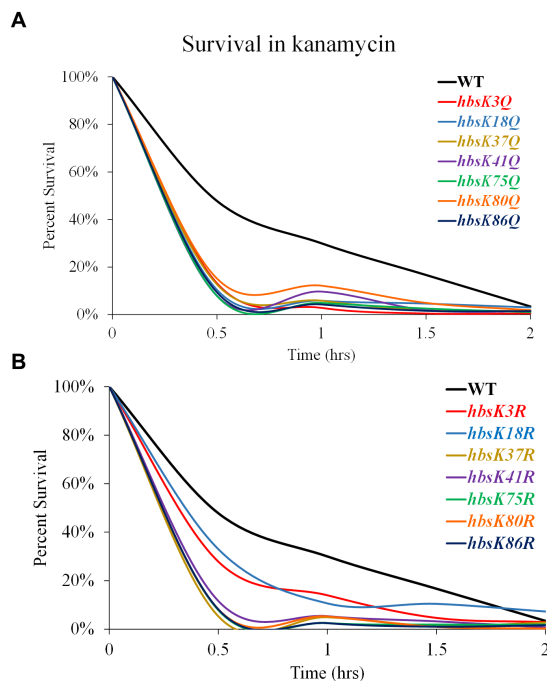 A
Survival in kanamycin
100%
80%
60%
40%
20%
0%
Percent Survival
0
0.5
1
1.5
2
Time (hrs)
WT
hbsK3Q
hbsK18Q
hbsK37Q
hbsK41Q
hbsK75Q
hbsK80Q
hbsK86Q
B
100%
80%
60%
40%
20%
0%
Percent Survival
0
0.5
1
1.5
2
Time (hrs)
WT
hbsK3R
hbsK18R
hbsK37R
hbsK41R
hbsK75R
hbsK80R
hbsK86R